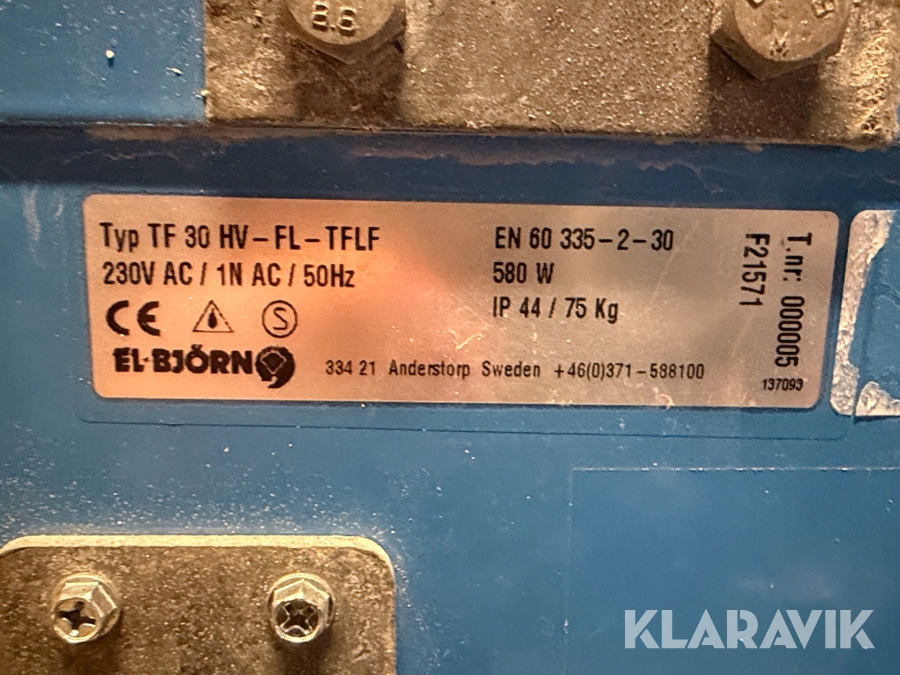 8.8
Typ TF 30 HV-FL-TFLF
230V AC / 1N AC / 50Hz
EN 60 335-2-30
580 W
IP 44 / 75 Kg
T.nr: 000005
F21571
CE
S
EL-BJÖRN
334 21 Anderstorp Sweden +46(0)371-588100
137093
KLARAVIK